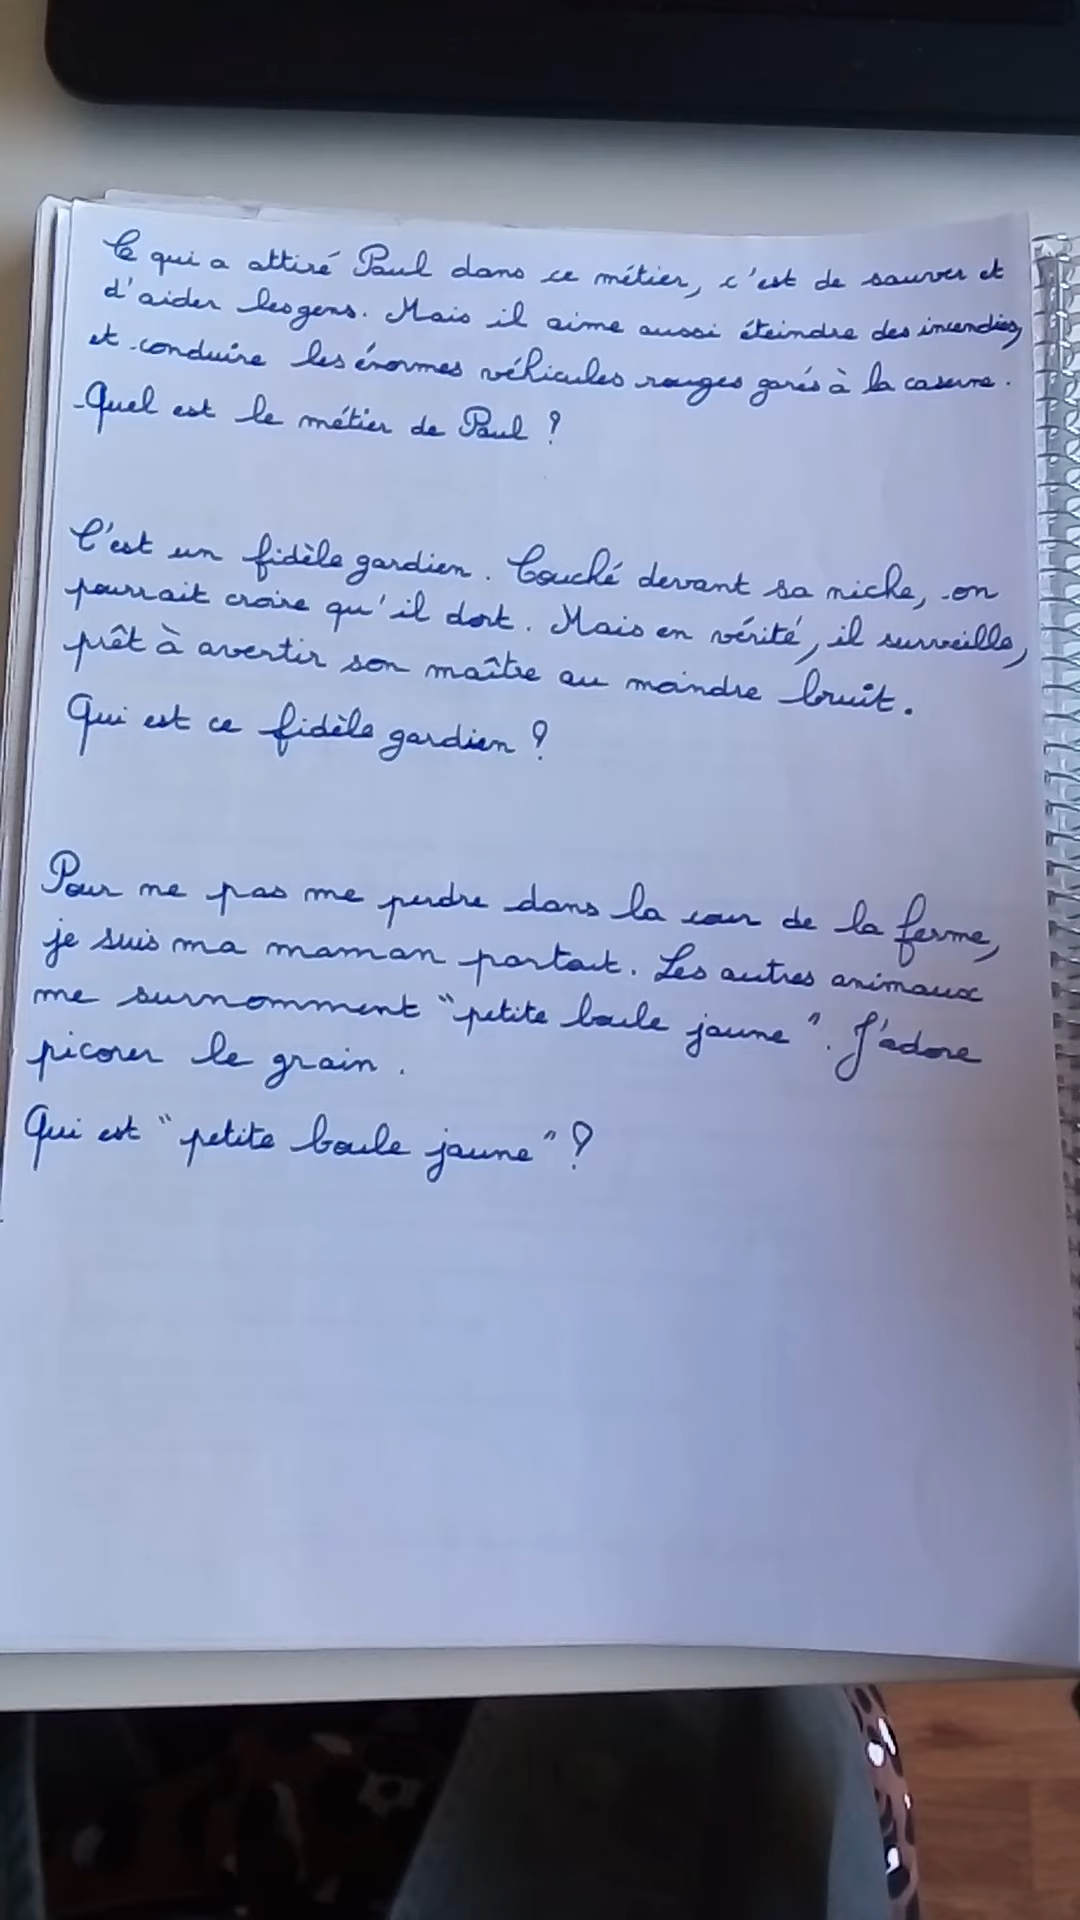 Ce qui a attiré Paul dans ce métier, c'est de sauver et
d'aider les gens. Mais il aime aussi éteindre des incendies,
et conduire les énormes véhicules rouges garés à la caserne.
Quel est le métier de Paul ?
C'est un fidèle gardien. Couché devant sa niche, on
pourrait croire qu'il dort. Mais en vérité, il surveille,
prêt à avertir son maître au moindre bruit.
Qui est ce fidèle gardien ?
Pour ne pas me perdre dans la cour de la ferme,
je suis ma maman partout. Les autres animaux
me surnomment "petite boule jaune". J'adore
picorer le grain.
Qui est "petite boule jaune" ?